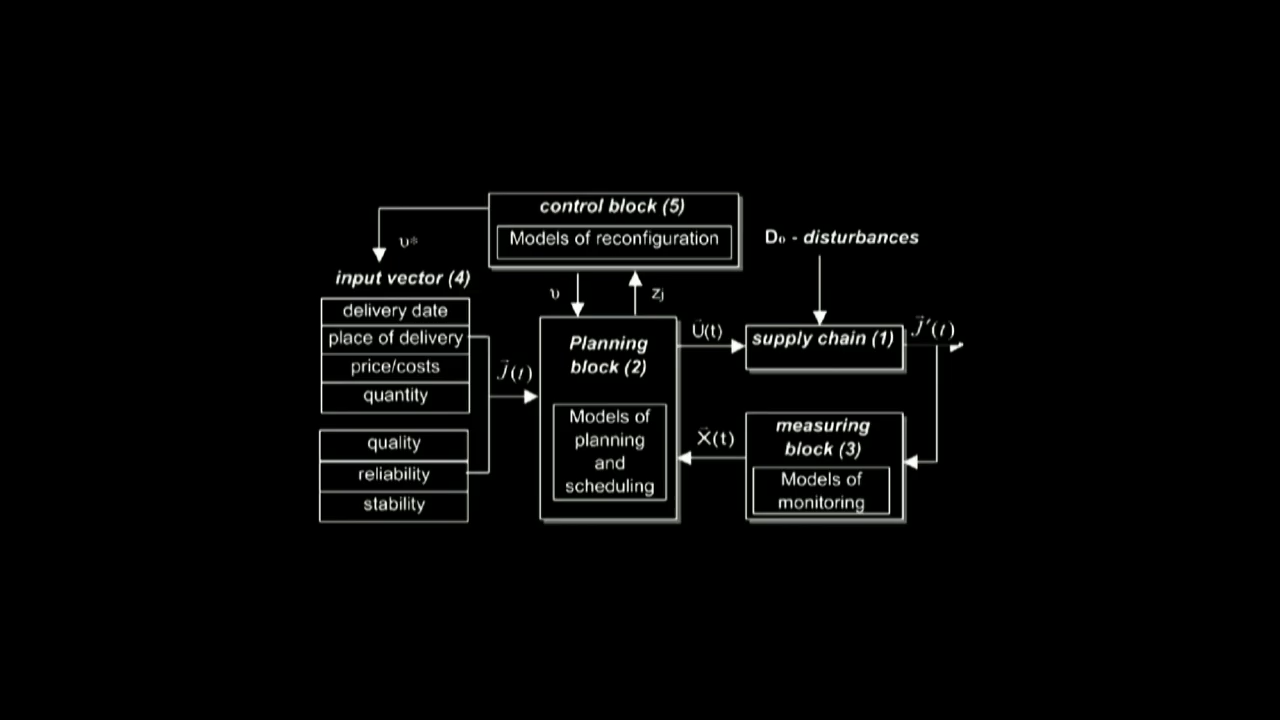 control block (5)
Models of reconfiguration
D₀ - disturbances
υ*
input vector (4)
delivery date
place of delivery
price/costs
quantity
quality
reliability
stability
υ
zj
J⃗(t)
Planning
block (2)
Models of
planning
and
scheduling
U⃗(t)
supply chain (1)
J⃗′(t)
X⃗(t)
measuring
block (3)
Models of
monitoring